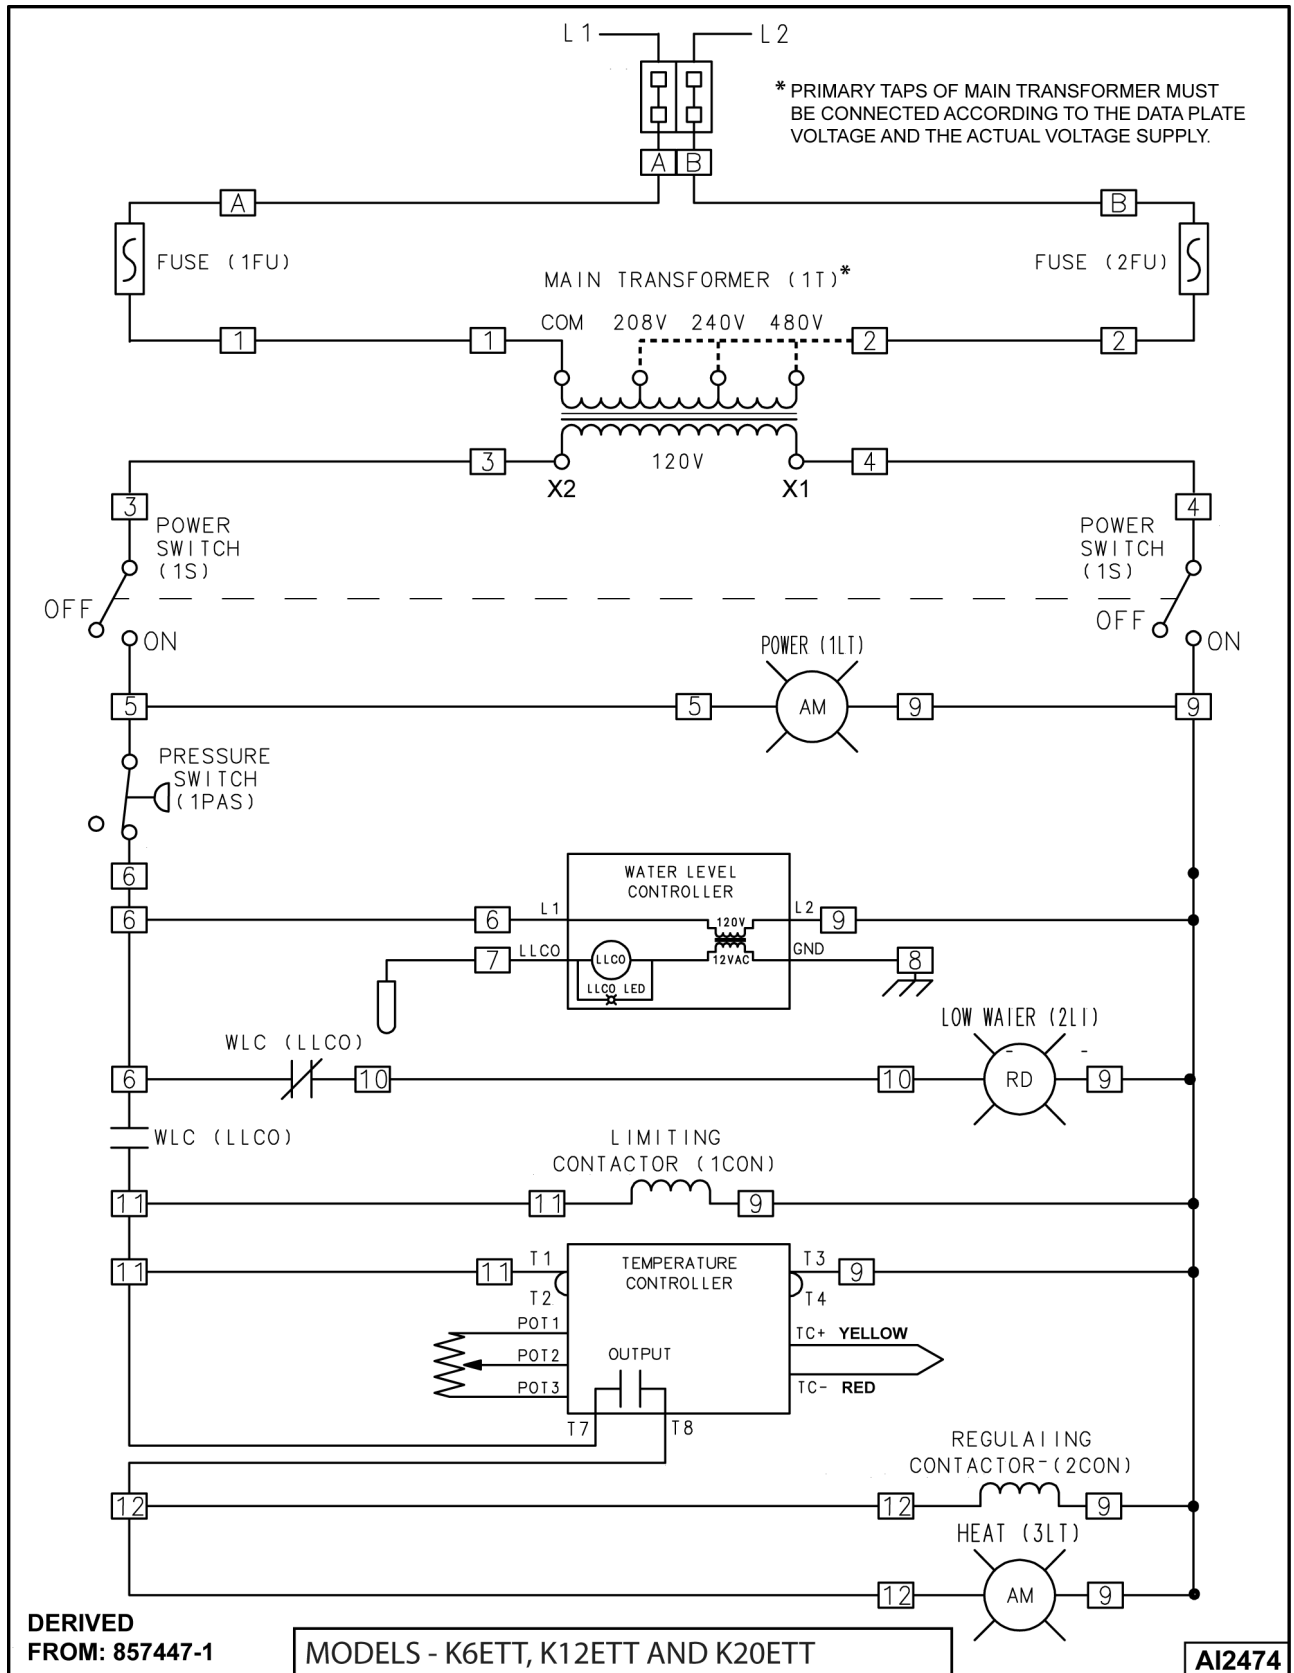 L1 L2
* PRIMARY TAPS OF MAIN TRANSFORMER MUST
BE CONNECTED ACCORDING TO THE DATA PLATE
VOLTAGE AND THE ACTUAL VOLTAGE SUPPLY.
A B
A B
FUSE (1FU) FUSE (2FU)
MAIN TRANSFORMER (1T)*
COM 208V 240V 480V
1 1 2 2
3 120V 4
X2 X1
3 4
POWER
SWITCH
(1S)
POWER
SWITCH
(1S)
OFF OFF
ON ON
POWER (1LT)
5 5 AM 9 9
PRESSURE
SWITCH
(1PAS)
6
WATER LEVEL
CONTROLLER
6 6 L1 120V L2 9
7 LLCO LLCO 12VAC GND 8
LLCO LED
LOW WAIER (2LI)
WLC (LLCO)
6 10 10 RD 9
WLC (LLCO)
LIMITING
CONTACTOR (1CON)
11 11 9
11 11 T1 T3 9
TEMPERATURE
CONTROLLER
T2 T4
POT1
POT2
POT3
OUTPUT
TC+ YELLOW
TC- RED
T7 T8
REGULAIING
CONTACTOR-(2CON)
12 12 9
HEAT (3LT)
12 AM 9
DERIVED
FROM: 857447-1
MODELS - K6ETT, K12ETT AND K20ETT
AI2474